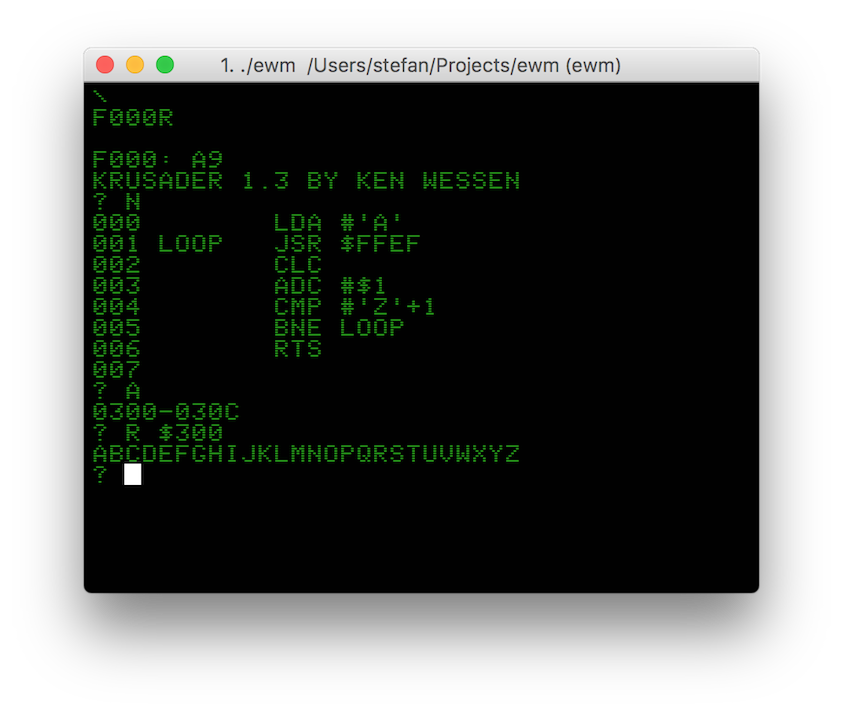 1. ./ewm /Users/stefan/Projects/ewm (ewm)
\
F000R

F000: A9
KRUSADER 1.3 BY KEN WESSEN
? N
000        LDA #'A'
001 LOOP   JSR $FFEF
002        CLC
003        ADC #$1
004        CMP #'Z'+1
005        BNE LOOP
006        RTS
007
? A
0300-030C
? R $300
ABCDEFGHIJKLMNOPQRSTUVWXYZ
?